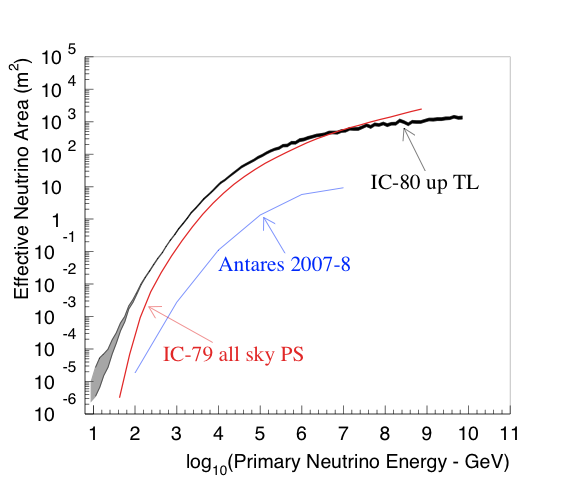 Effective Neutrino Area (m²)
10 5
10 4
10 3
10 2
10
1
10 -1
10 -2
10 -3
10 -4
10 -5
10 -6
IC-80 up TL
Antares 2007-8
IC-79 all sky PS
1 2 3 4 5 6 7 8 9 10 11
log₁₀(Primary Neutrino Energy - GeV)